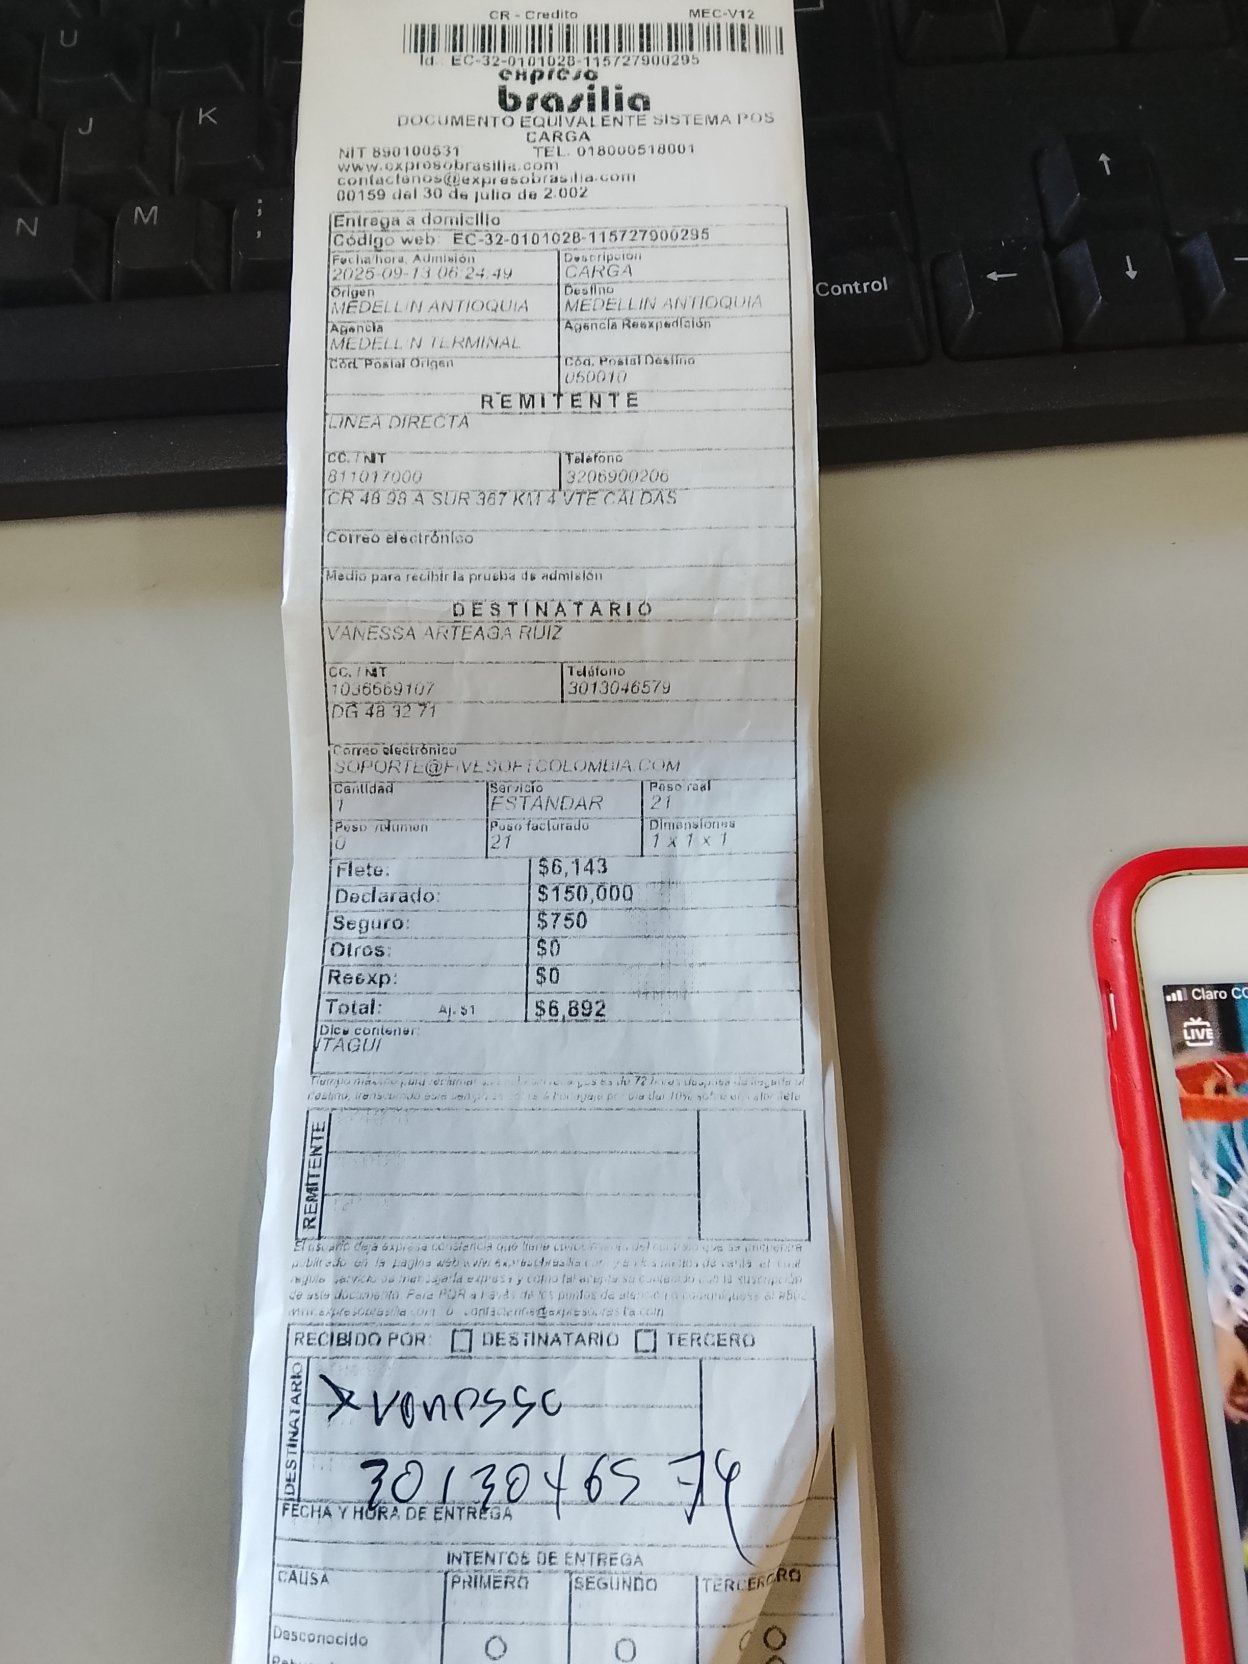 CR - Credito MEC-V12
Id.: EC-32-0101028-115727900295
expreso
brasilia
DOCUMENTO EQUIVALENTE SISTEMA POS
CARGA
NIT 890100531 TEL. 018000518001
www.expresobrasilia.com
contactenos@expresobrasilia.com
00159 del 30 de julio de 2.002
Entrega a domicilio
Código web: EC-32-0101028-115727900295
Fecha/hora Admisión Descripcion
2025-09-13 06:24:49 CARGA
Origen Destino
MEDELLIN ANTIOQUIA MEDELLIN ANTIOQUIA
Agencia Agencia Reexpedición
MEDELLIN TERMINAL
Cód. Postal Origen Cód. Postal Destino
050010
REMITENTE
LINEA DIRECTA
CC. / NIT Teléfono
811017000 3206900206
CR 48 98 A SUR 367 KM 4 VTE CALDAS
Correo electrónico
Medio para recibir la prueba de admisión
DESTINATARIO
VANESSA ARTEAGA RUIZ
CC. / NIT Teléfono
1036669107 3013046579
DG 48 32 71
Correo electrónico
SOPORTE@FIVESOFTCOLOMBIA.COM
Cantidad Servicio Peso real
1 ESTANDAR 21
Peso volumen Peso facturado Dimensiones
0 21 1 x 1 x 1
Flete: $6,143
Declarado: $150,000
Seguro: $750
Otros: $0
Reexp: $0
Total: Aj. $1 $6,892
Dice contener:
ITAGUI
REMITENTE
RECIBIDO POR: DESTINATARIO TERCERO
DESTINATARIO
x vanessa
30130465 79
FECHA Y HORA DE ENTREGA
INTENTOS DE ENTREGA
CAUSA PRIMERO SEGUNDO
Desconocido
U
I
J
K
N
M
;
:
Control
↑
←
↓
Claro
LIVE